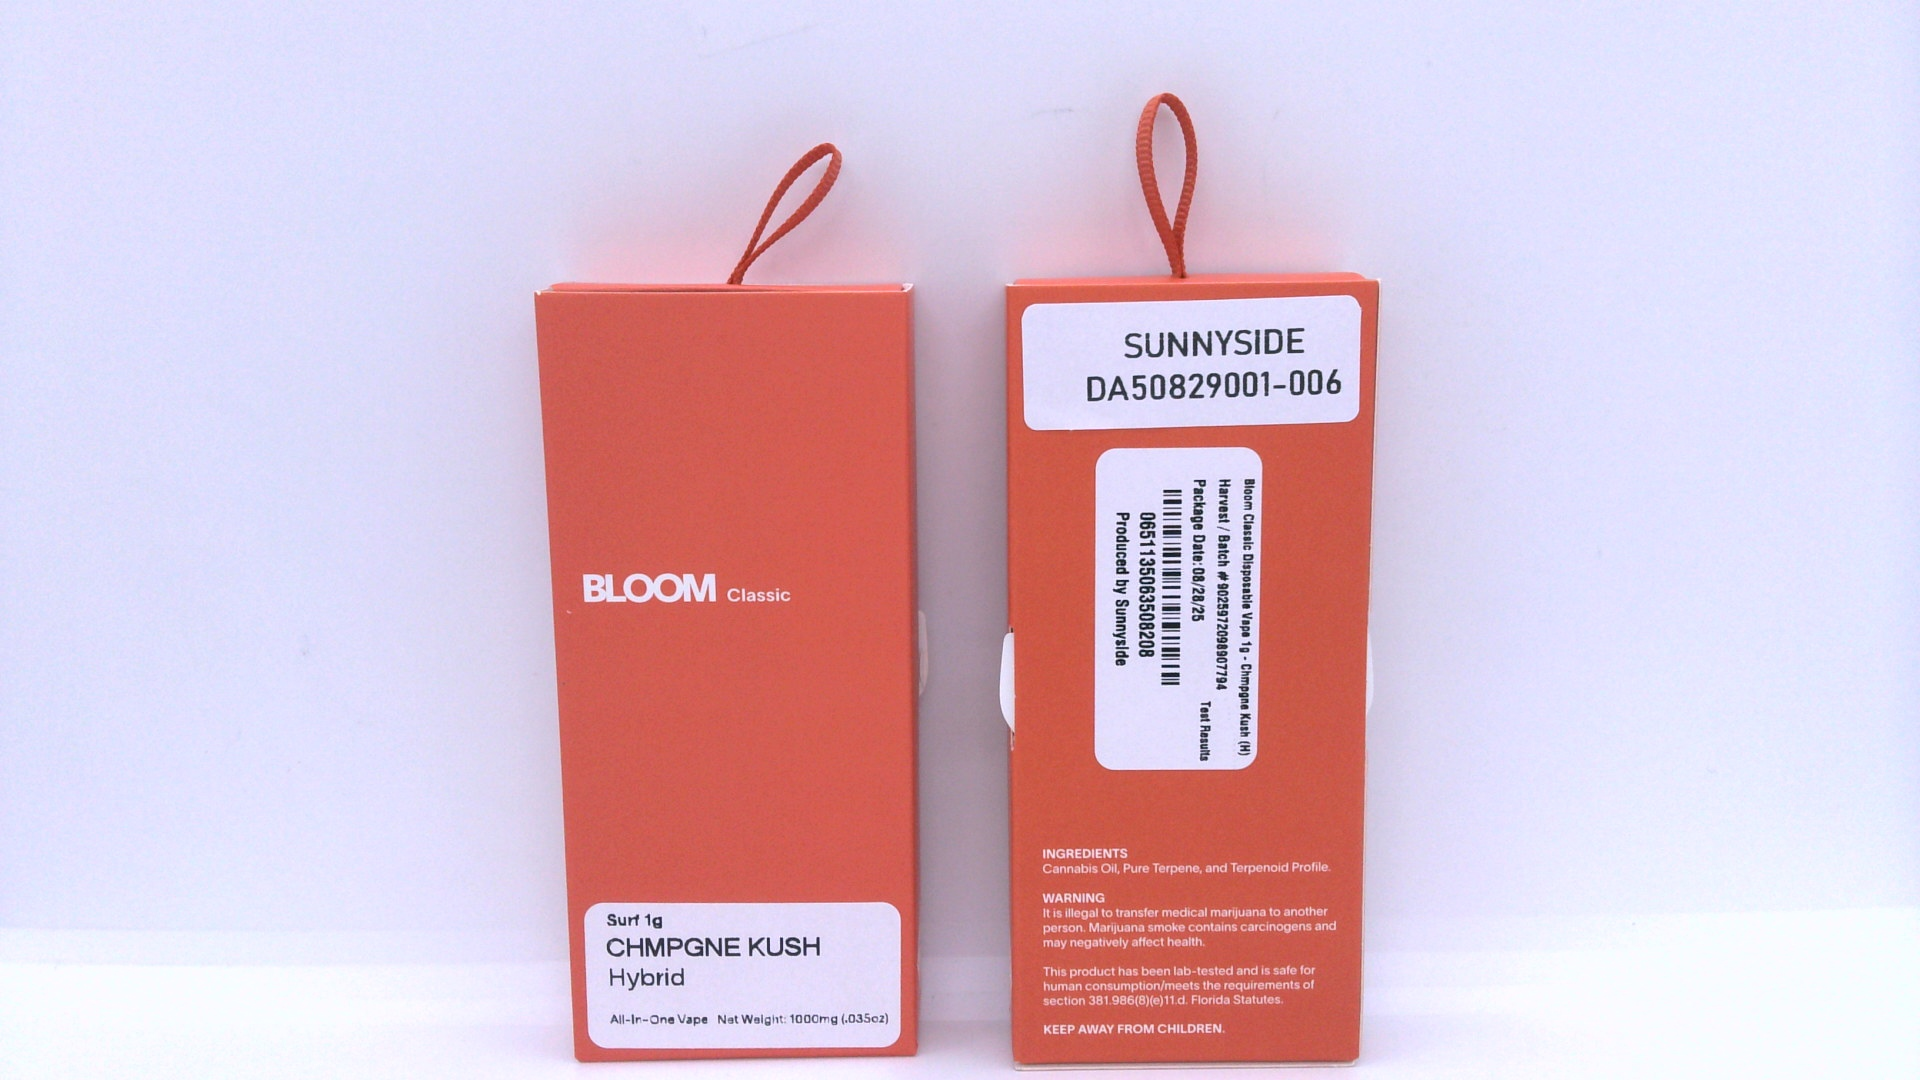 BLOOM Classic
Surf 1g
CHMPGNE KUSH
Hybrid
All-In-One Vape Net Weight: 1000mg (.035oz)
SUNNYSIDE
DA50829001-006
Bloom Classic Disposable Vape 1g - Chmpgne Kush (H)
Harvest / Batch # 9025972098907794
Package Date: 08/28/25 Test Results
0651135063508208
Produced by Sunnyside
INGREDIENTS
Cannabis Oil, Pure Terpene, and Terpenoid Profile.
WARNING
It is illegal to transfer medical marijuana to another
person. Marijuana smoke contains carcinogens and
may negatively affect health.
This product has been lab-tested and is safe for
human consumption/meets the requirements of
section 381.986(8)(e)11.d. Florida Statutes.
KEEP AWAY FROM CHILDREN.